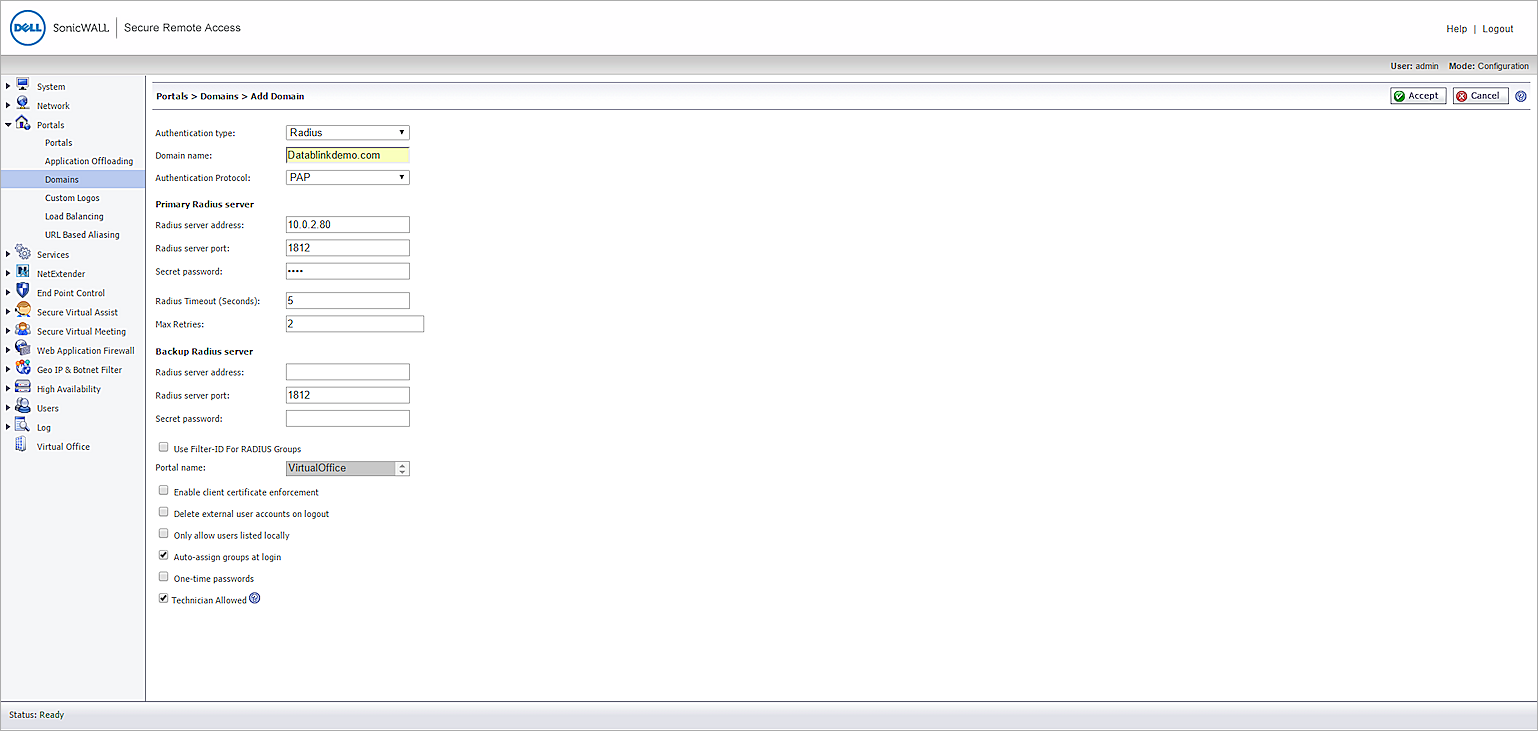 DELL SonicWALL | Secure Remote Access
Help | Logout
User: admin Mode: Configuration
System
Network
Portals
Portals
Application Offloading
Domains
Custom Logos
Load Balancing
URL Based Aliasing
Services
NetExtender
End Point Control
Secure Virtual Assist
Secure Virtual Meeting
Web Application Firewall
Geo IP & Botnet Filter
High Availability
Users
Log
Virtual Office
Portals > Domains > Add Domain
Accept Cancel
Authentication type: Radius
Domain name: Datablinkdemo.com
Authentication Protocol: PAP
Primary Radius server
Radius server address: 10.0.2.80
Radius server port: 1812
Secret password: ••••
Radius Timeout (Seconds): 5
Max Retries: 2
Backup Radius server
Radius server address:
Radius server port: 1812
Secret password:
Use Filter-ID For RADIUS Groups
Portal name: VirtualOffice
Enable client certificate enforcement
Delete external user accounts on logout
Only allow users listed locally
Auto-assign groups at login
One-time passwords
Technician Allowed
Status: Ready